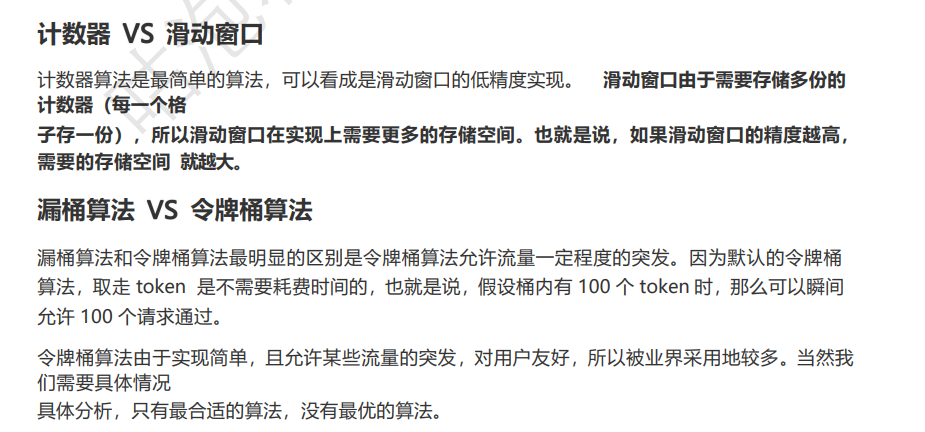 计数器 VS 滑动窗口
计数器算法是最简单的算法，可以看成是滑动窗口的低精度实现。 滑动窗口由于需要存储多份的
计数器（每一个格
子存一份），所以滑动窗口在实现上需要更多的存储空间。也就是说，如果滑动窗口的精度越高，
需要的存储空间 就越大。
漏桶算法 VS 令牌桶算法
漏桶算法和令牌桶算法最明显的区别是令牌桶算法允许流量一定程度的突发。因为默认的令牌桶
算法，取走 token 是不需要耗费时间的，也就是说，假设桶内有 100 个 token 时，那么可以瞬间
允许 100 个请求通过。
令牌桶算法由于实现简单，且允许某些流量的突发，对用户友好，所以被业界采用地较多。当然我
们需要具体情况
具体分析，只有最合适的算法，没有最优的算法。